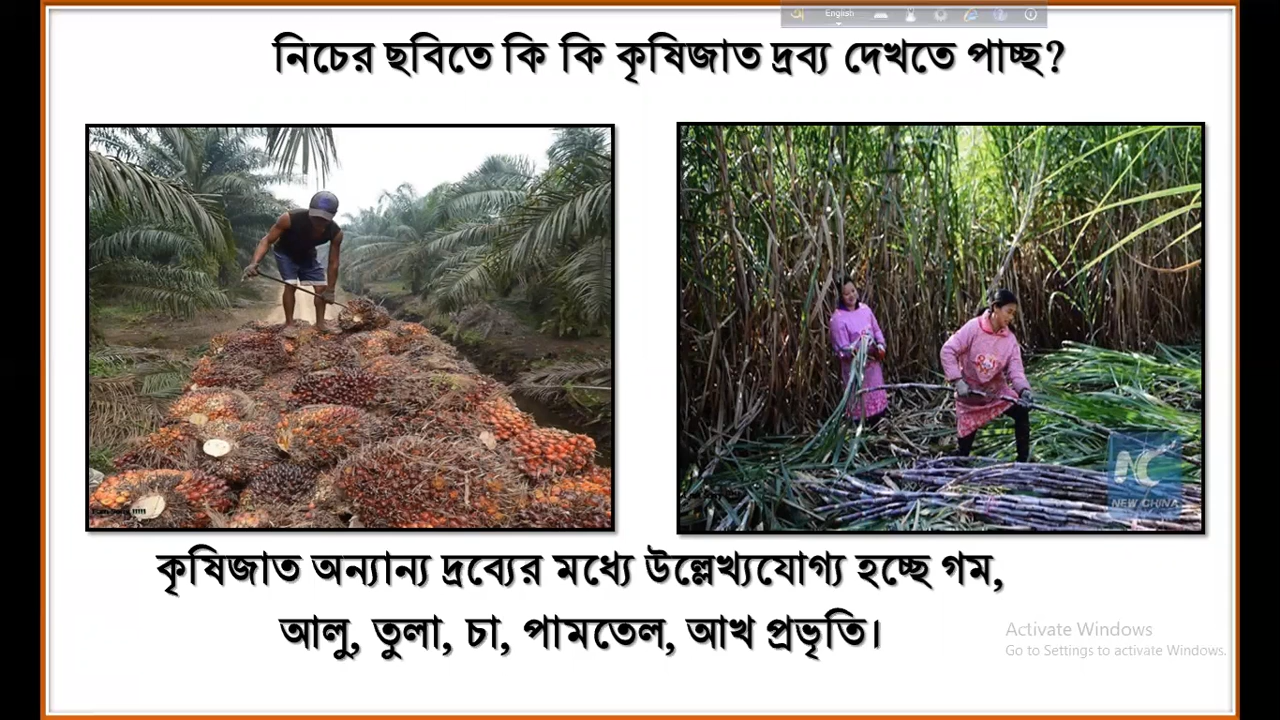 English
নিচের ছবিতে কি কি কৃষিজাত দ্রব্য দেখতে পাচ্ছ?
NEW CHINA
কৃষিজাত অন্যান্য দ্রব্যের মধ্যে উল্লেখ্যযোগ্য হচ্ছে গম,
আলু, তুলা, চা, পামতেল, আখ প্রভৃতি।
Activate Windows
Go to Settings to activate Windows.